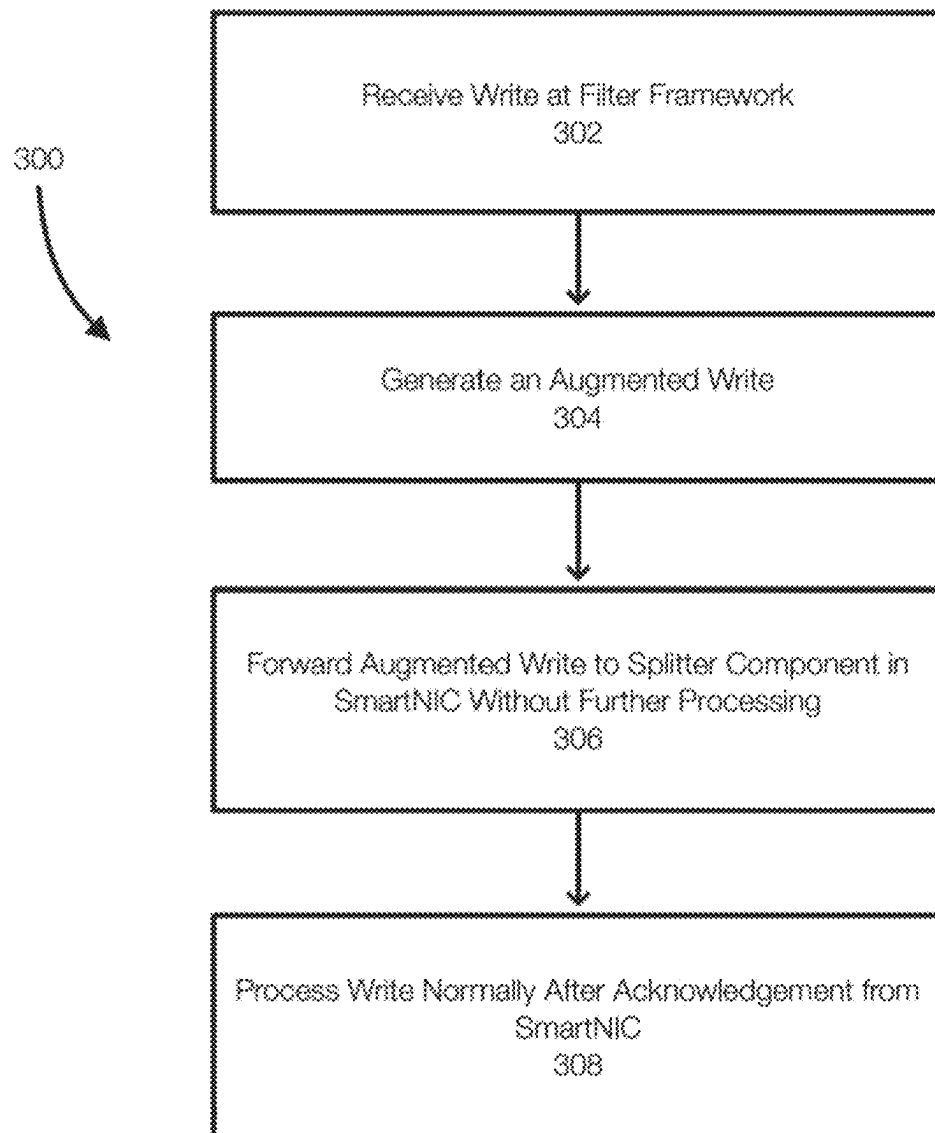 Receive Write at Filter Framework
302
300
Generate an Augmented Write
304
Forward Augmented Write to Splitter Component in
SmartNIC Without Further Processing
306
Process Write Normally After Acknowledgement from
SmartNIC
308